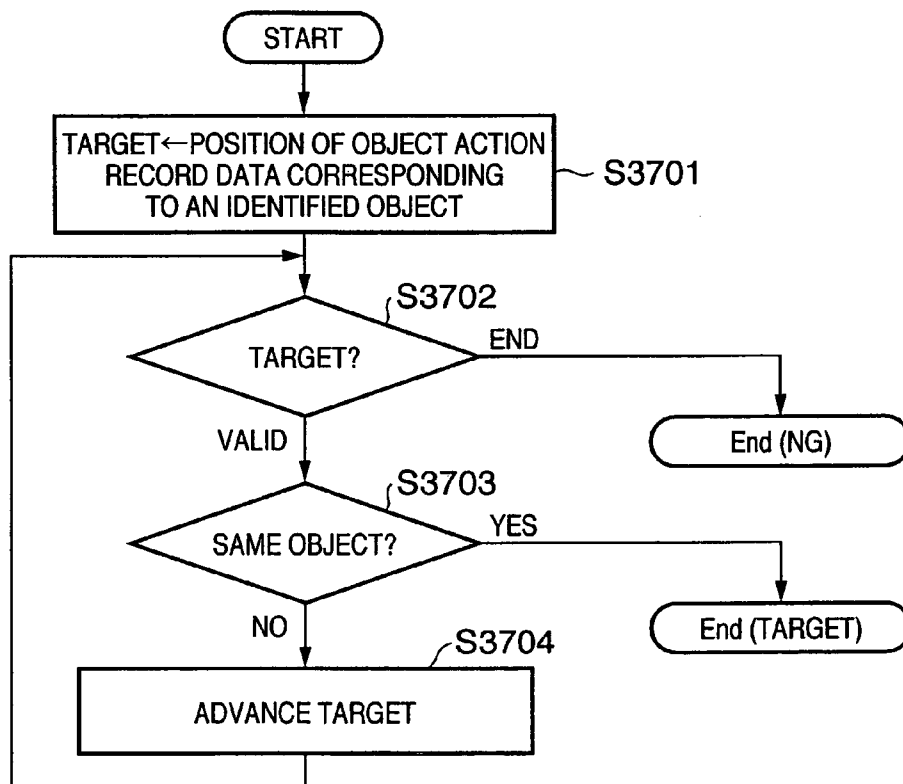 START
TARGET←POSITION OF OBJECT ACTION
RECORD DATA CORRESPONDING
TO AN IDENTIFIED OBJECT
S3701
S3702
TARGET?
END
VALID
End (NG)
S3703
SAME OBJECT?
YES
NO
End (TARGET)
S3704
ADVANCE TARGET